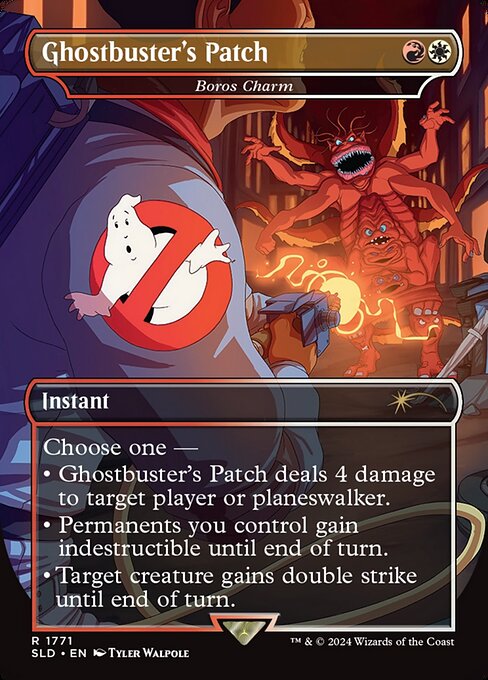 Ghostbuster's Patch
Boros Charm
Instant
Choose one —
• Ghostbuster's Patch deals 4 damage
to target player or planeswalker.
• Permanents you control gain
indestructible until end of turn.
• Target creature gains double strike
until end of turn.
R 1771
SLD • EN Tyler Walpole
™ & © 2024 Wizards of the Coast